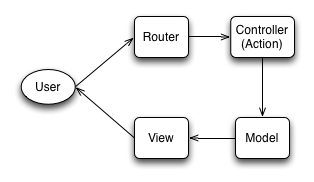 Router
Controller
(Action)
User
View
Model